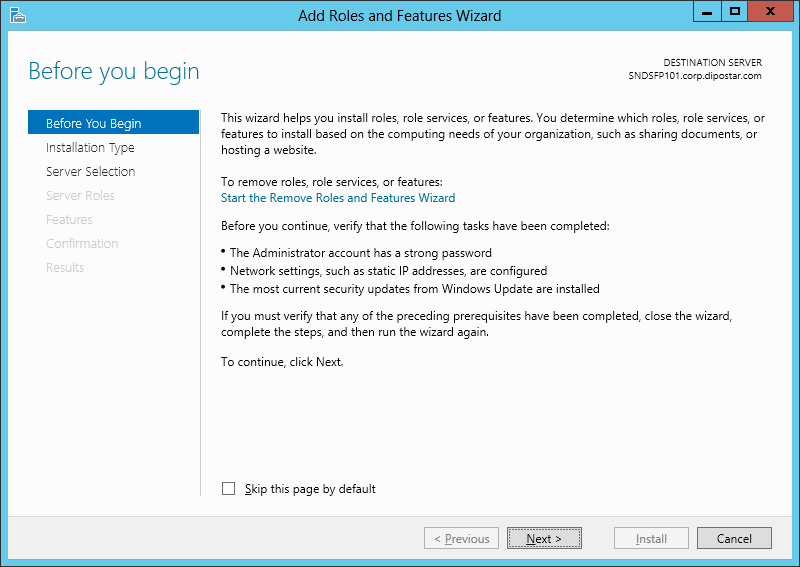 Add Roles and Features Wizard
Before you begin
DESTINATION SERVER
SNDSFP101.corp.dipostar.com
Before You Begin
Installation Type
Server Selection
Server Roles
Features
Confirmation
Results
This wizard helps you install roles, role services, or features. You determine which roles, role services, or
features to install based on the computing needs of your organization, such as sharing documents, or
hosting a website.
To remove roles, role services, or features:
Start the Remove Roles and Features Wizard
Before you continue, verify that the following tasks have been completed:
• The Administrator account has a strong password
• Network settings, such as static IP addresses, are configured
• The most current security updates from Windows Update are installed
If you must verify that any of the preceding prerequisites have been completed, close the wizard,
complete the steps, and then run the wizard again.
To continue, click Next.
Skip this page by default
< Previous
Next >
Install
Cancel